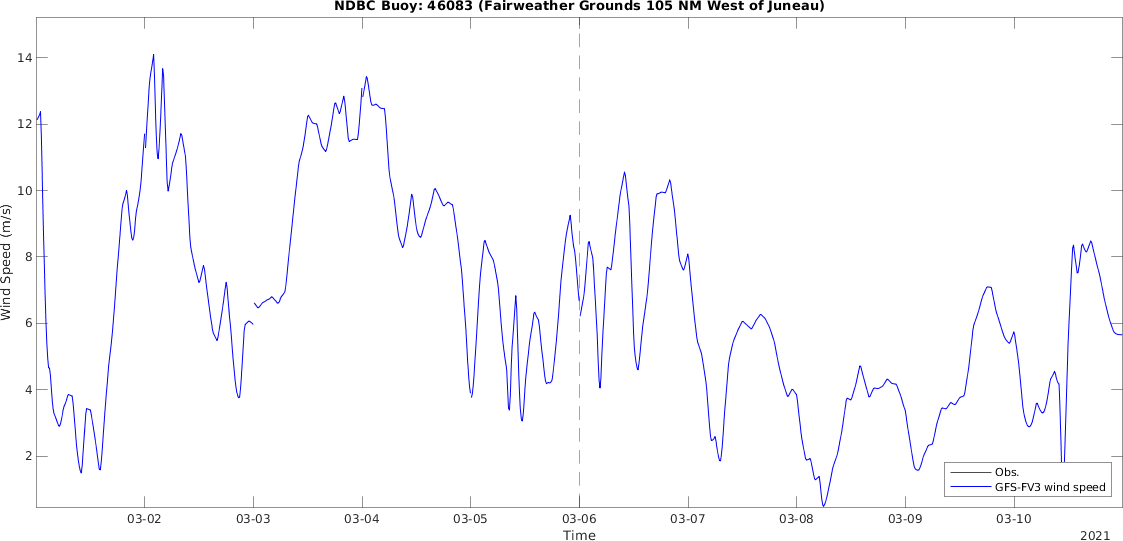 NDBC Buoy: 46083 (Fairweather Grounds 105 NM West of Juneau)
14
12
10
8
6
4
2
Wind Speed (m/s)
Obs.
GFS-FV3 wind speed
03-02 03-03 03-04 03-05 03-06 03-07 03-08 03-09 03-10
Time
2021